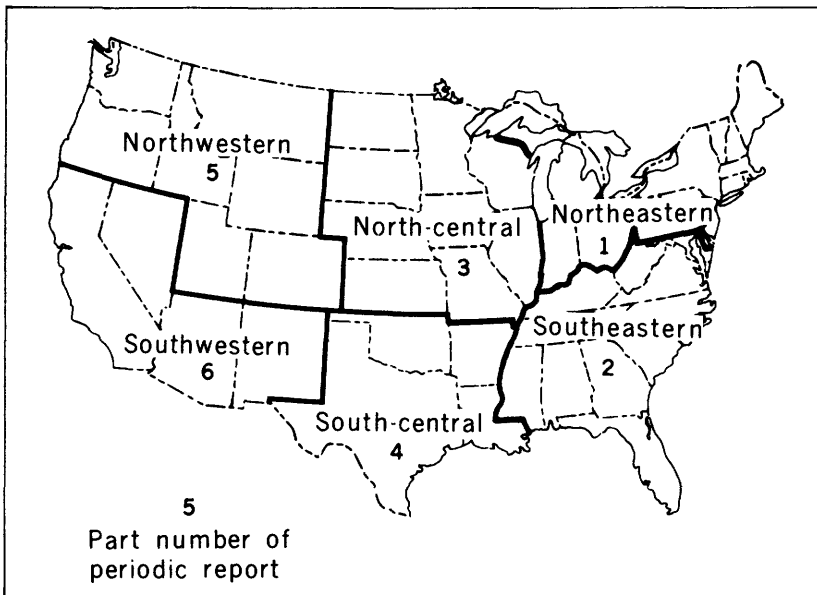 Northwestern
5
North-central
3
Northeastern
1
Southwestern
6
Southeastern
2
South-central
4
5
Part number of
periodic report